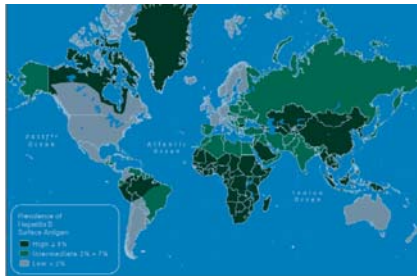 Pacific
Ocean
Atlantic
Ocean
Indian
Ocean
Prevalence of
Hepatitis B
Surface Antigen
High ≥ 8%
Intermediate 2% - 7%
Low < 2%